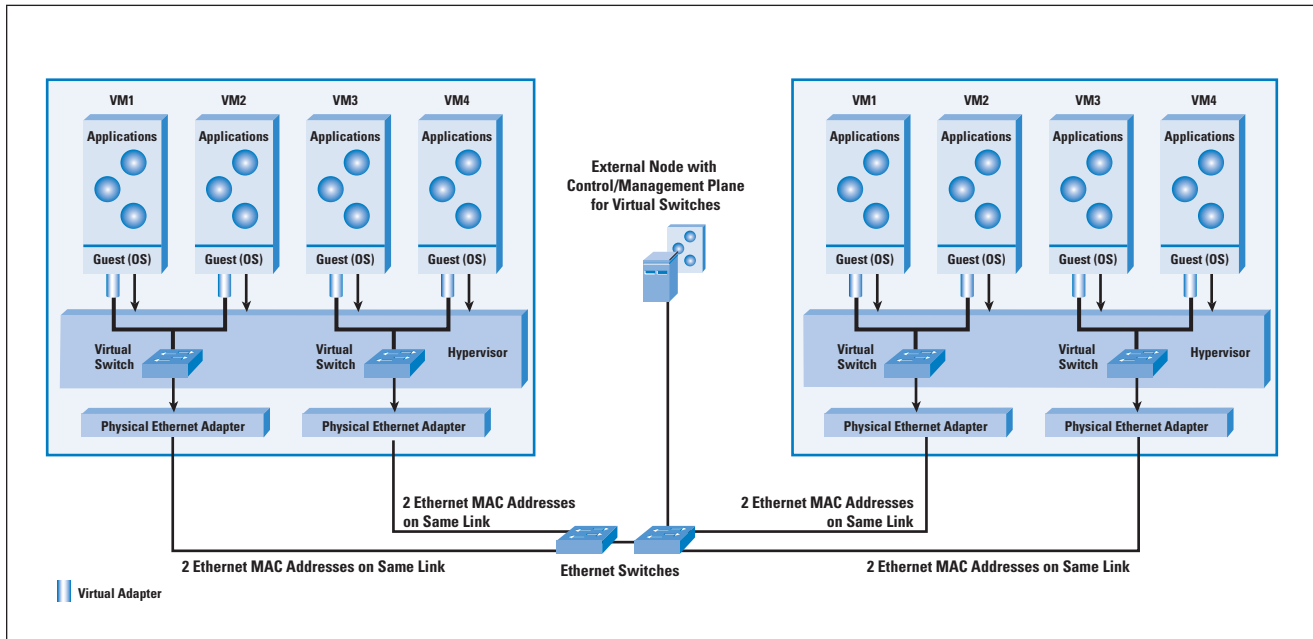 VM1
VM2
VM3
VM4
Applications
Applications
Applications
Applications
Guest (OS)
Guest (OS)
Guest (OS)
Guest (OS)
Virtual
Switch
Virtual
Switch
Hypervisor
Physical Ethernet Adapter
Physical Ethernet Adapter
External Node with
Control/Management Plane
for Virtual Switches
VM1
VM2
VM3
VM4
Applications
Applications
Applications
Applications
Guest (OS)
Guest (OS)
Guest (OS)
Guest (OS)
Virtual
Switch
Virtual
Switch
Hypervisor
Physical Ethernet Adapter
Physical Ethernet Adapter
2 Ethernet MAC Addresses
on Same Link
2 Ethernet MAC Addresses
on Same Link
2 Ethernet MAC Addresses on Same Link
Ethernet Switches
2 Ethernet MAC Addresses on Same Link
Virtual Adapter